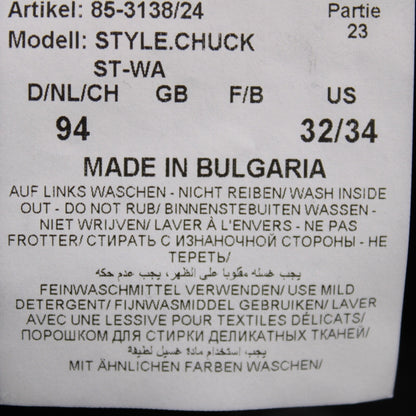 Artikel: 85-3138/24 Partie
Modell: STYLE.CHUCK 23
ST-WA
D/NL/CH GB F/B US
94 32/34
MADE IN BULGARIA
AUF LINKS WASCHEN - NICHT REIBEN/ WASH INSIDE
OUT - DO NOT RUB/ BINNENSTEBUITEN WASSEN -
NIET WRIJVEN/ LAVER À L'ENVERS - NE PAS
FROTTER/ СТИРАТЬ С ИЗНАНОЧНОЙ СТОРОНЫ - НЕ
ТЕРЕТЬ/
يجب غسله مقلوبا على الظهر، يجب عدم حكه/
FEINWASCHMITTEL VERWENDEN/ USE MILD
DETERGENT/ FIJNWASMIDDEL GEBRUIKEN/ LAVER
AVEC UNE LESSIVE POUR TEXTILES DÉLICATS/
ПОРОШКОМ ДЛЯ СТИРКИ ДЕЛИКАТНЫХ ТКАНЕЙ/
يجب استخدام مادة غسيل لطيفة/
MIT ÄHNLICHEN FARBEN WASCHEN/